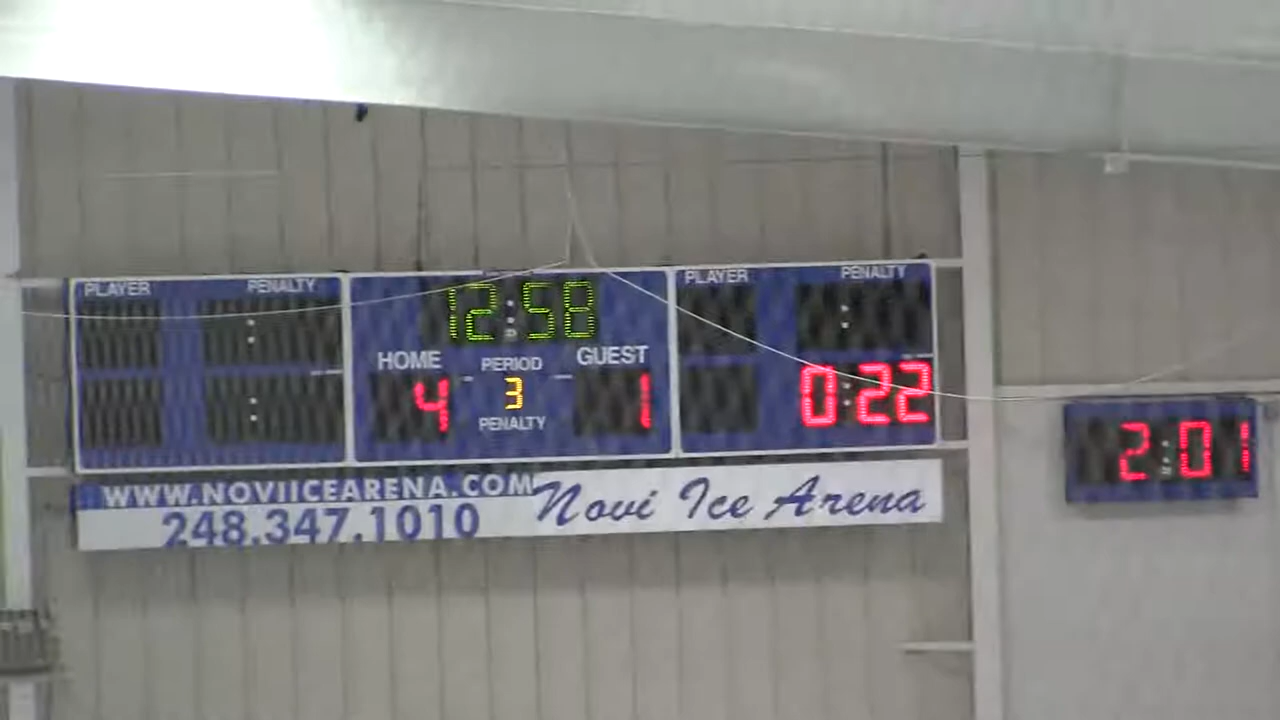 PLAYER PENALTY 12:58 PLAYER PENALTY
HOME PERIOD GUEST
4 3 1 0:22
PENALTY
2:01
WWW.NOVIICEARENA.COM Novi Ice Arena
248.347.1010